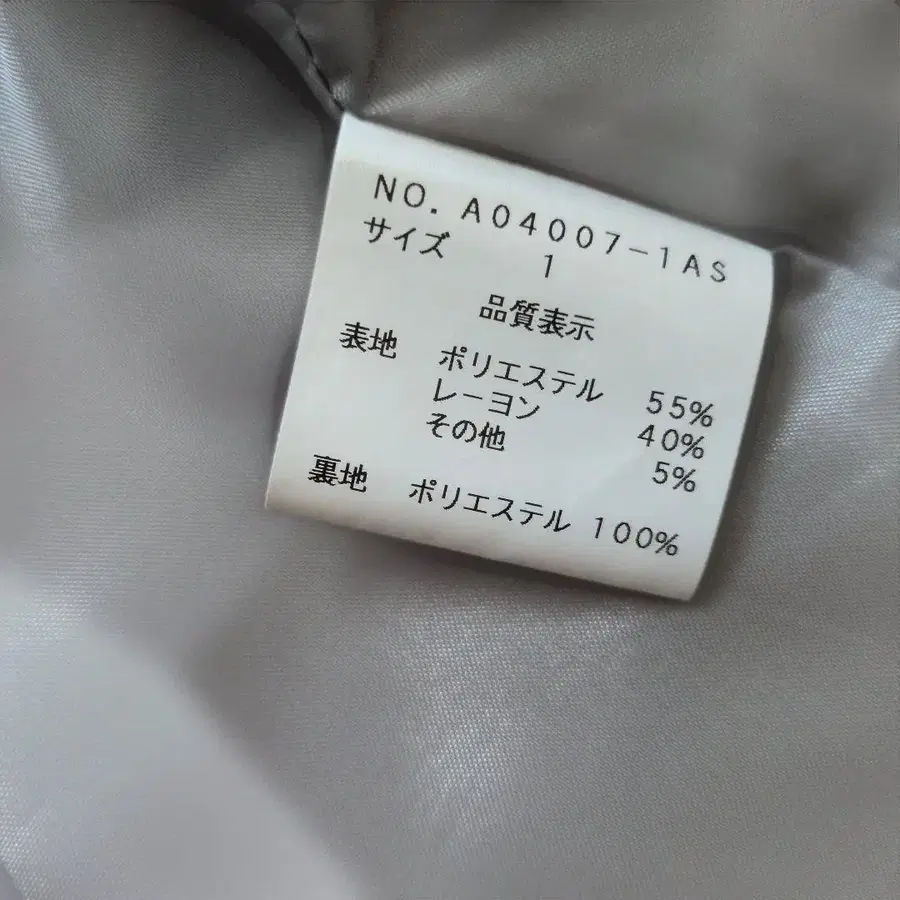 NO. A04007-1AS
サイズ 1
品質表示
表地 ポリエステル 55%
レーヨン 40%
その他 5%
裏地 ポリエステル 100%